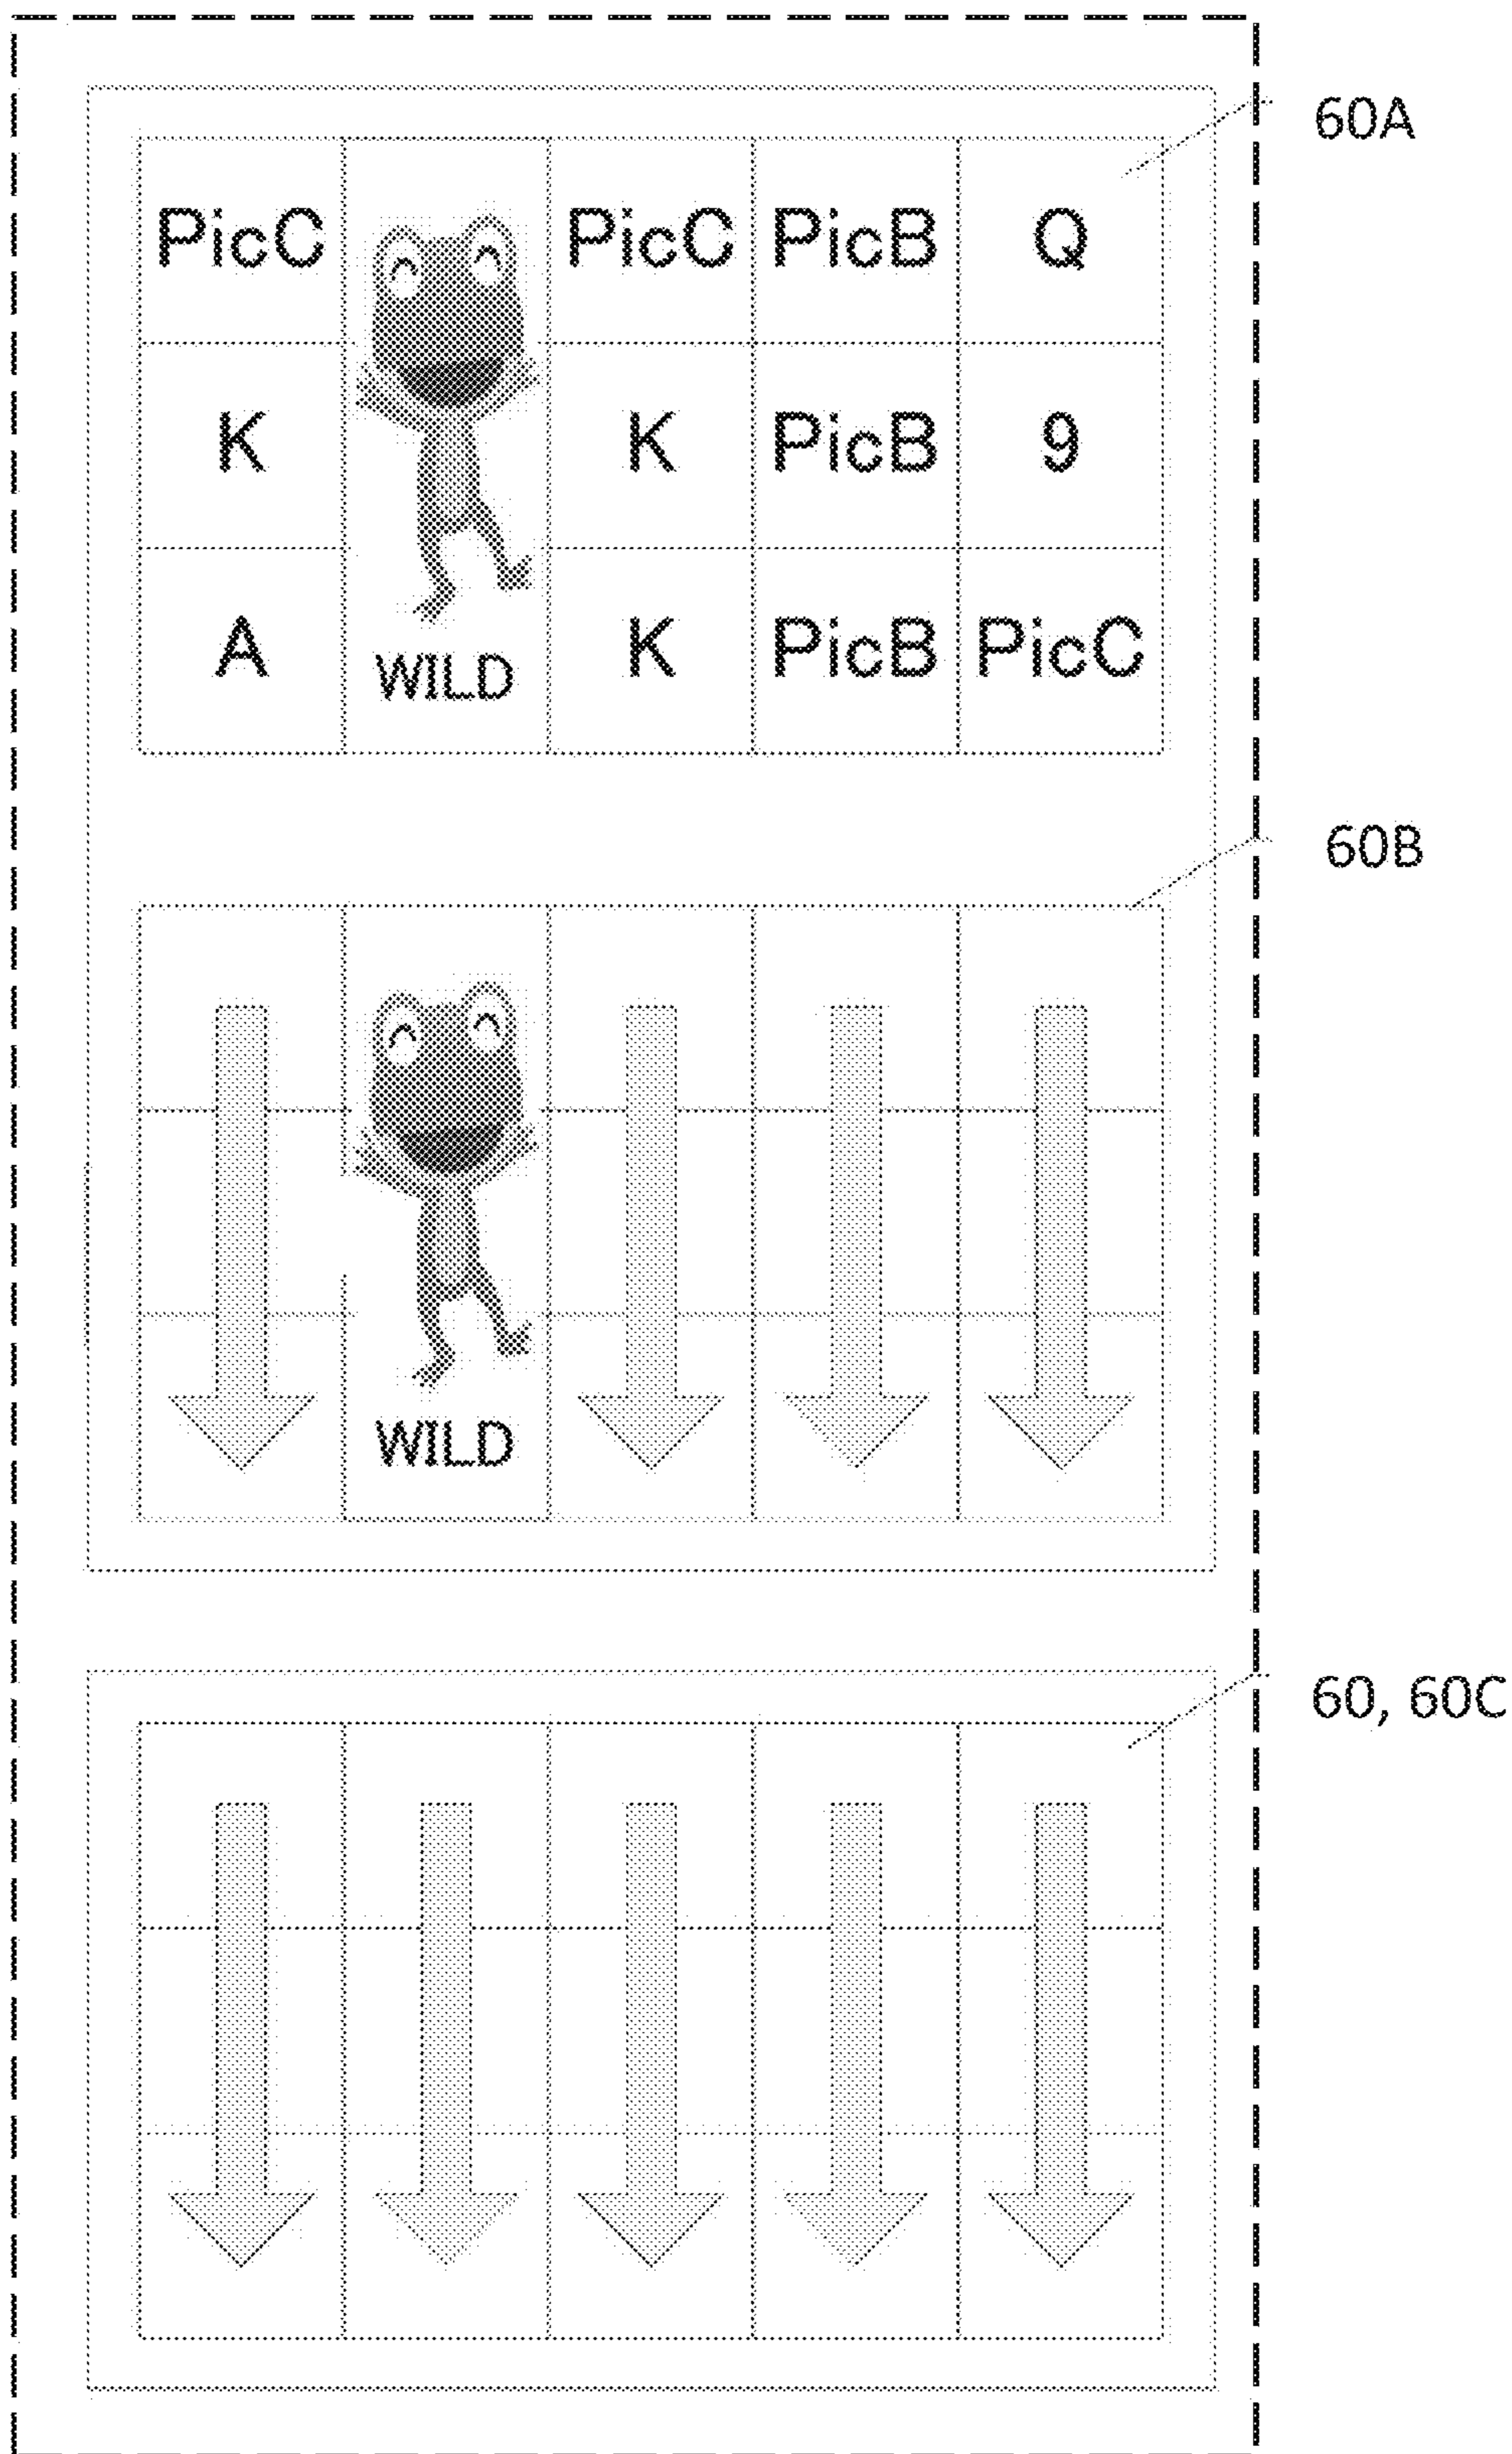 60A
PicC PicC PicB Q
K K PicB 9
A WILD K PicB PicC
60B
WILD
60, 60C